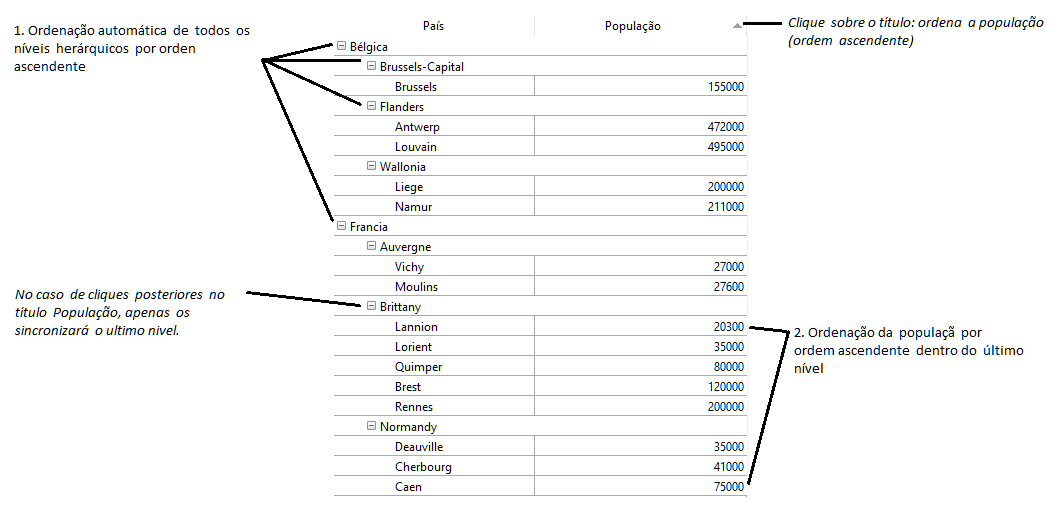 1. Ordenação automática de todos os
níveis herárquicos por orden
ascendente
País
População
Clique sobre o título: ordena a população
(ordem ascendente)
Bélgica
Brussels-Capital
Brussels 155000
Flanders
Antwerp 472000
Louvain 495000
Wallonia
Liege 200000
Namur 211000
Francia
Auvergne
Vichy 27000
Moulins 27600
No caso de cliques posteriores no
título População, apenas os
sincronizará o ultimo nivel.
Brittany
Lannion 20300
Lorient 35000
Quimper 80000
Brest 120000
Rennes 200000
2. Ordenação da populaçã por
ordem ascendente dentro do último
nível
Normandy
Deauville 35000
Cherbourg 41000
Caen 75000